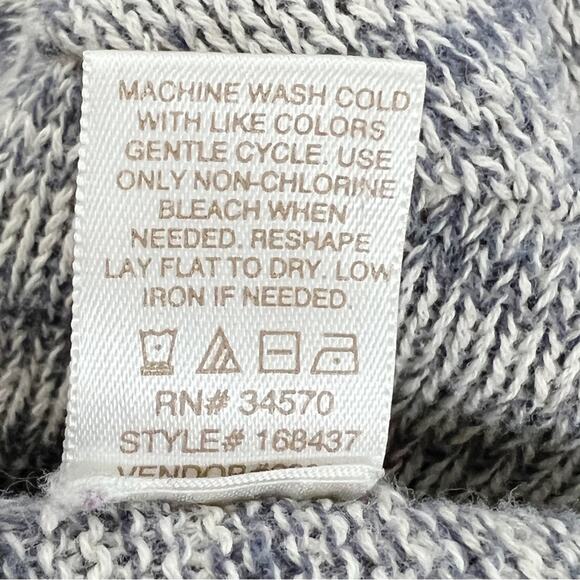 MACHINE WASH COLD
WITH LIKE COLORS
GENTLE CYCLE. USE
ONLY NON-CHLORINE
BLEACH WHEN
NEEDED. RESHAPE
LAY FLAT TO DRY. LOW
IRON IF NEEDED.
RN# 34570
STYLE# 168437
VENDOR